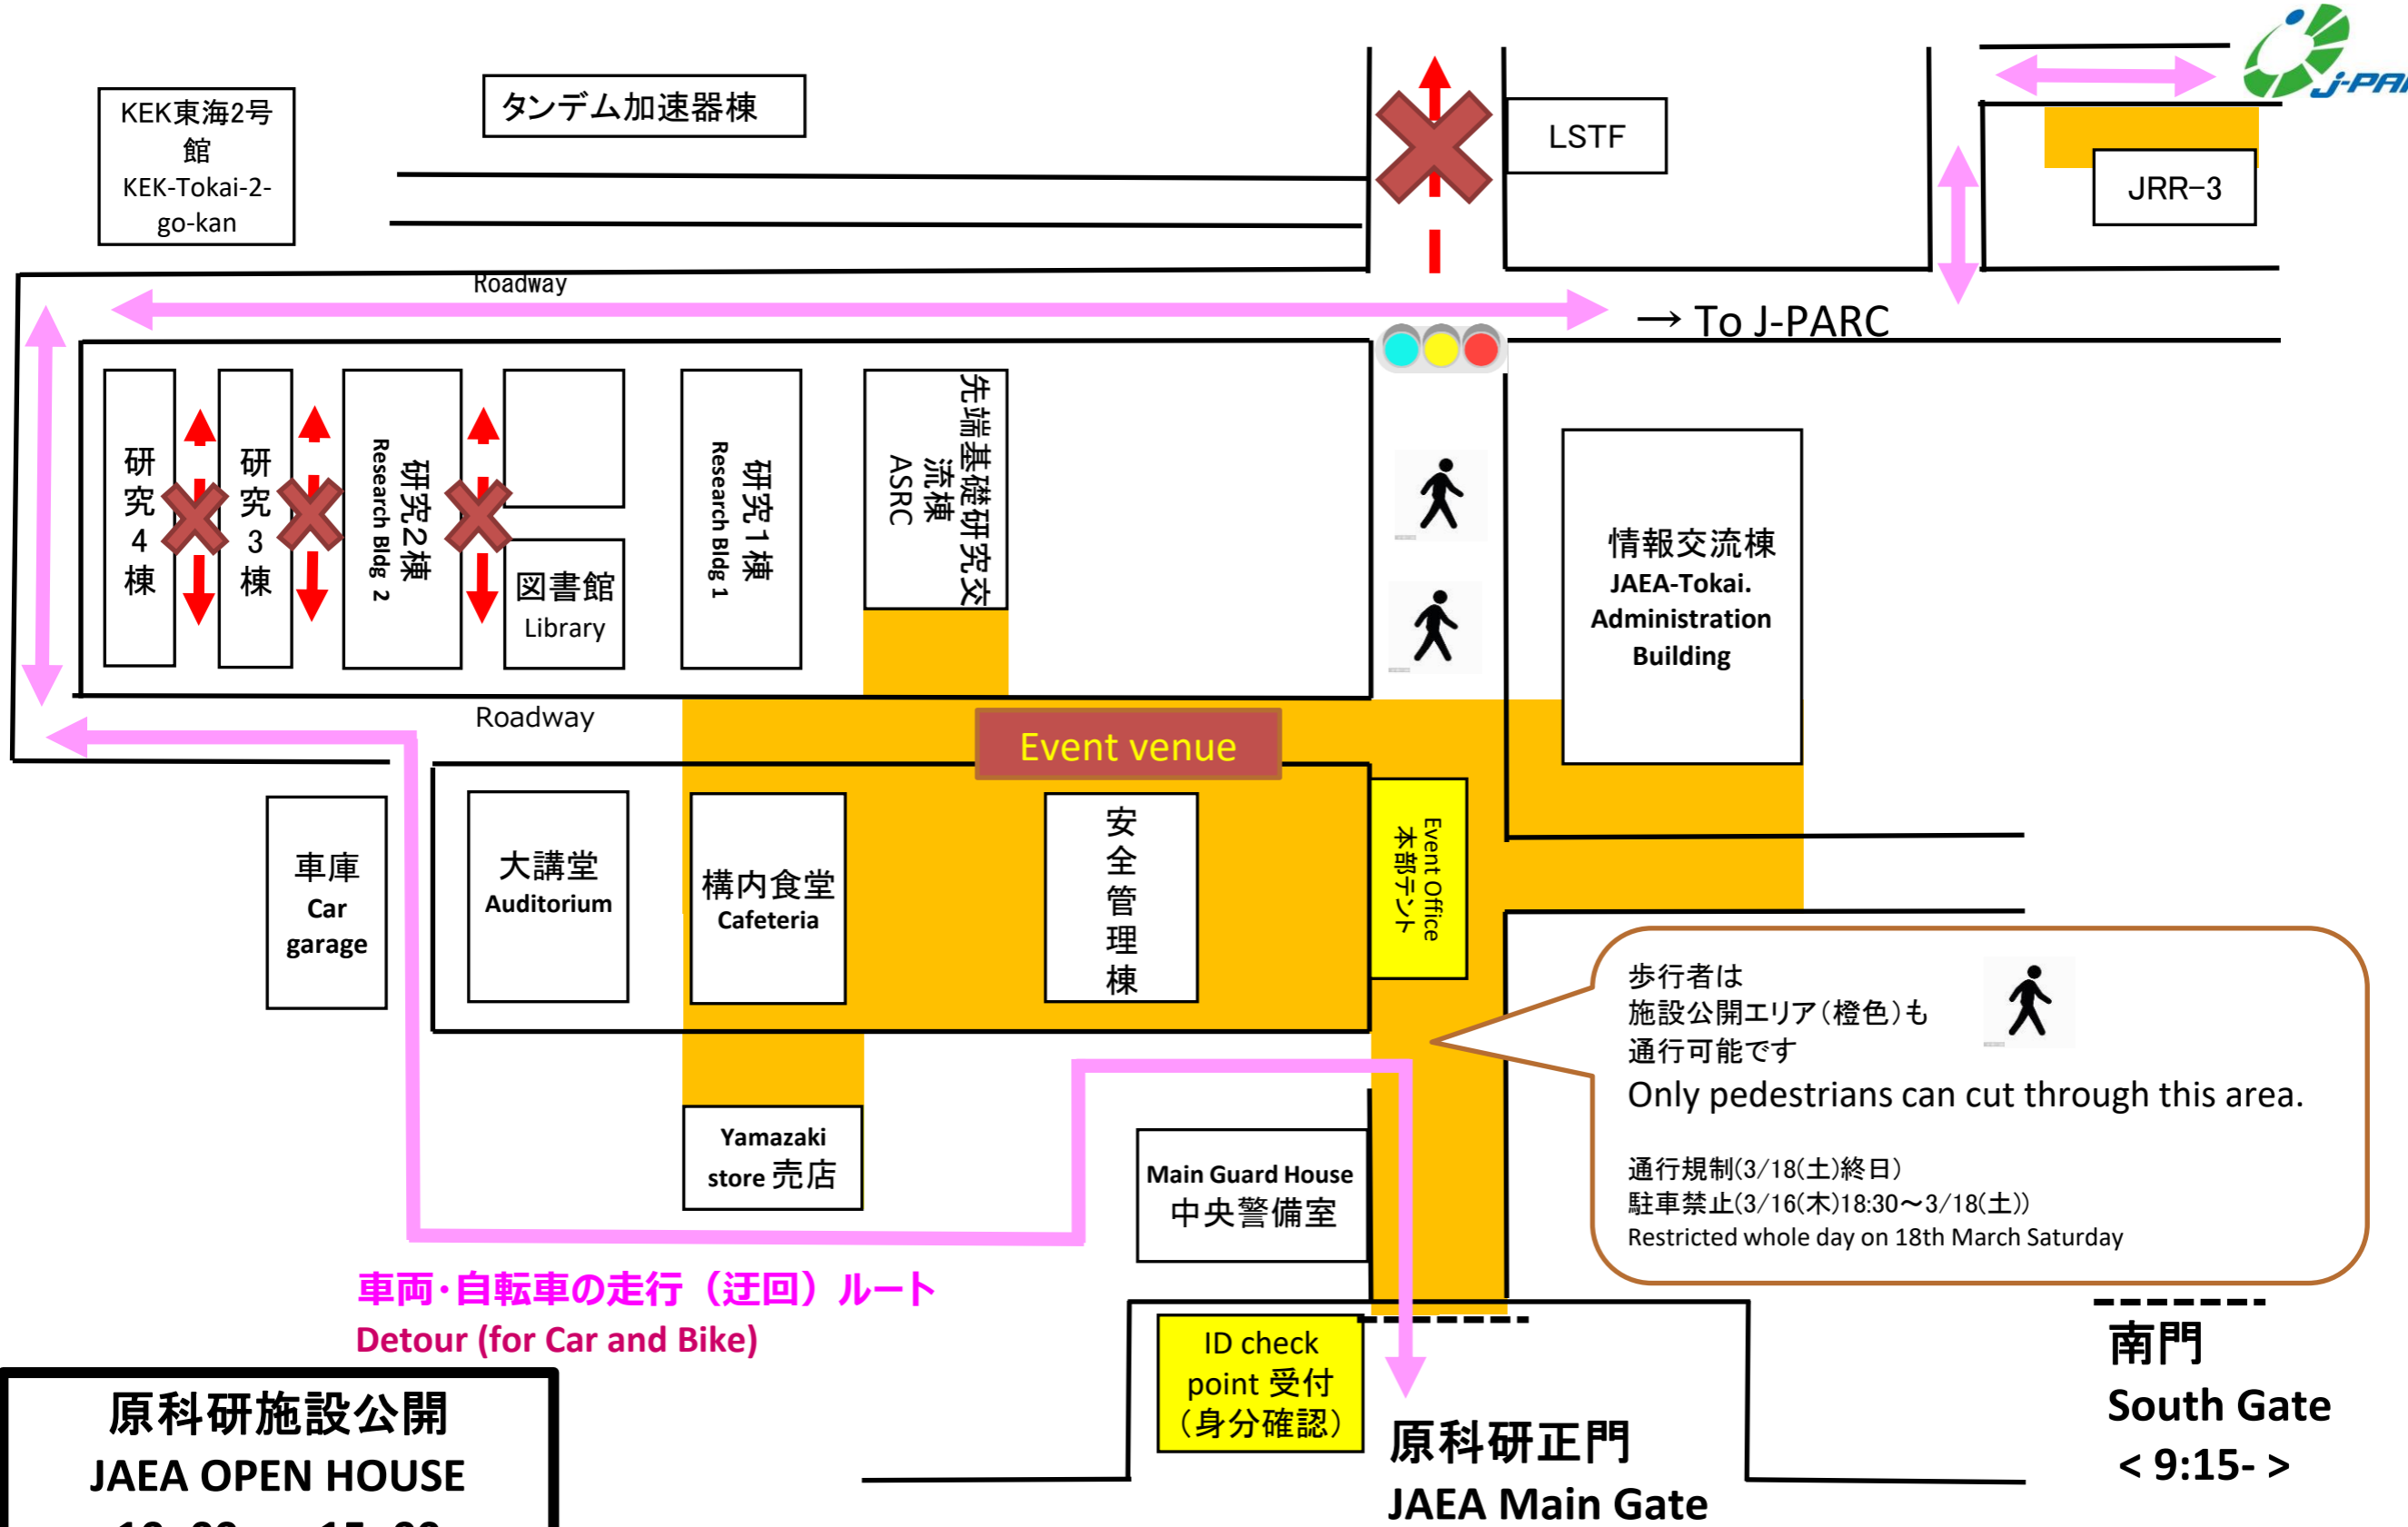 KEK東海2号
館
KEK-Tokai-2-
go-kan
タンデム加速器棟
LSTF
JRR-3
Roadway
→ To J-PARC
研究4棟
研究3棟
研究2棟
Research Bldg 2
図書館
Library
研究1棟
Research Bldg 1
先端基礎研究交
流棟
ASRC
情報交流棟
JAEA-Tokai.
Administration
Building
Roadway
Event venue
車庫
Car
garage
大講堂
Auditorium
構内食堂
Cafeteria
安全管理棟
Event Office
本部テント
歩行者は
施設公開エリア(橙色)も
通行可能です
Only pedestrians can cut through this area.
通行規制(3/18(土)終日)
駐車禁止(3/16(木)18:30~3/18(土))
Restricted whole day on 18th March Saturday
Yamazaki
store 売店
Main Guard House
中央警備室
車両・自転車の走行(迂回)ルート
Detour (for Car and Bike)
ID check
point 受付
(身分確認)
原科研正門
JAEA Main Gate
南門
South Gate
< 9:15- >
原科研施設公開
JAEA OPEN HOUSE